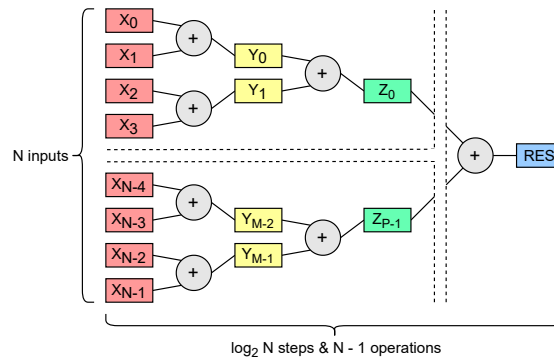 X0
+
X1
Y0
+
Y1
Z0
X2
+
X3
N inputs
+
RES
XN-4
+
XN-3
YM-2
+
ZP-1
YM-1
XN-2
+
XN-1
log2 N steps & N - 1 operations